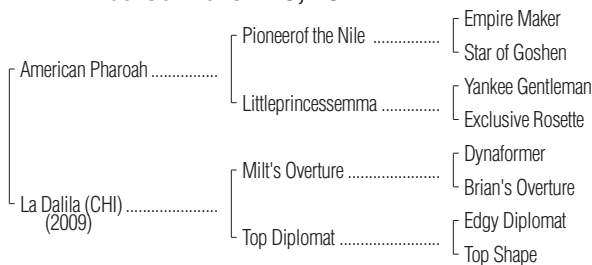 Empire Maker
Pioneerof the Nile ................
Star of Goshen
American Pharoah ................
Yankee Gentleman
Littleprincessemma ..............
Exclusive Rosette
Dynaformer
Milt's Overture ......................
Brian's Overture
La Dalila (CHI) ......................
(2009)
Edgy Diplomat
Top Diplomat ........................
Top Shape